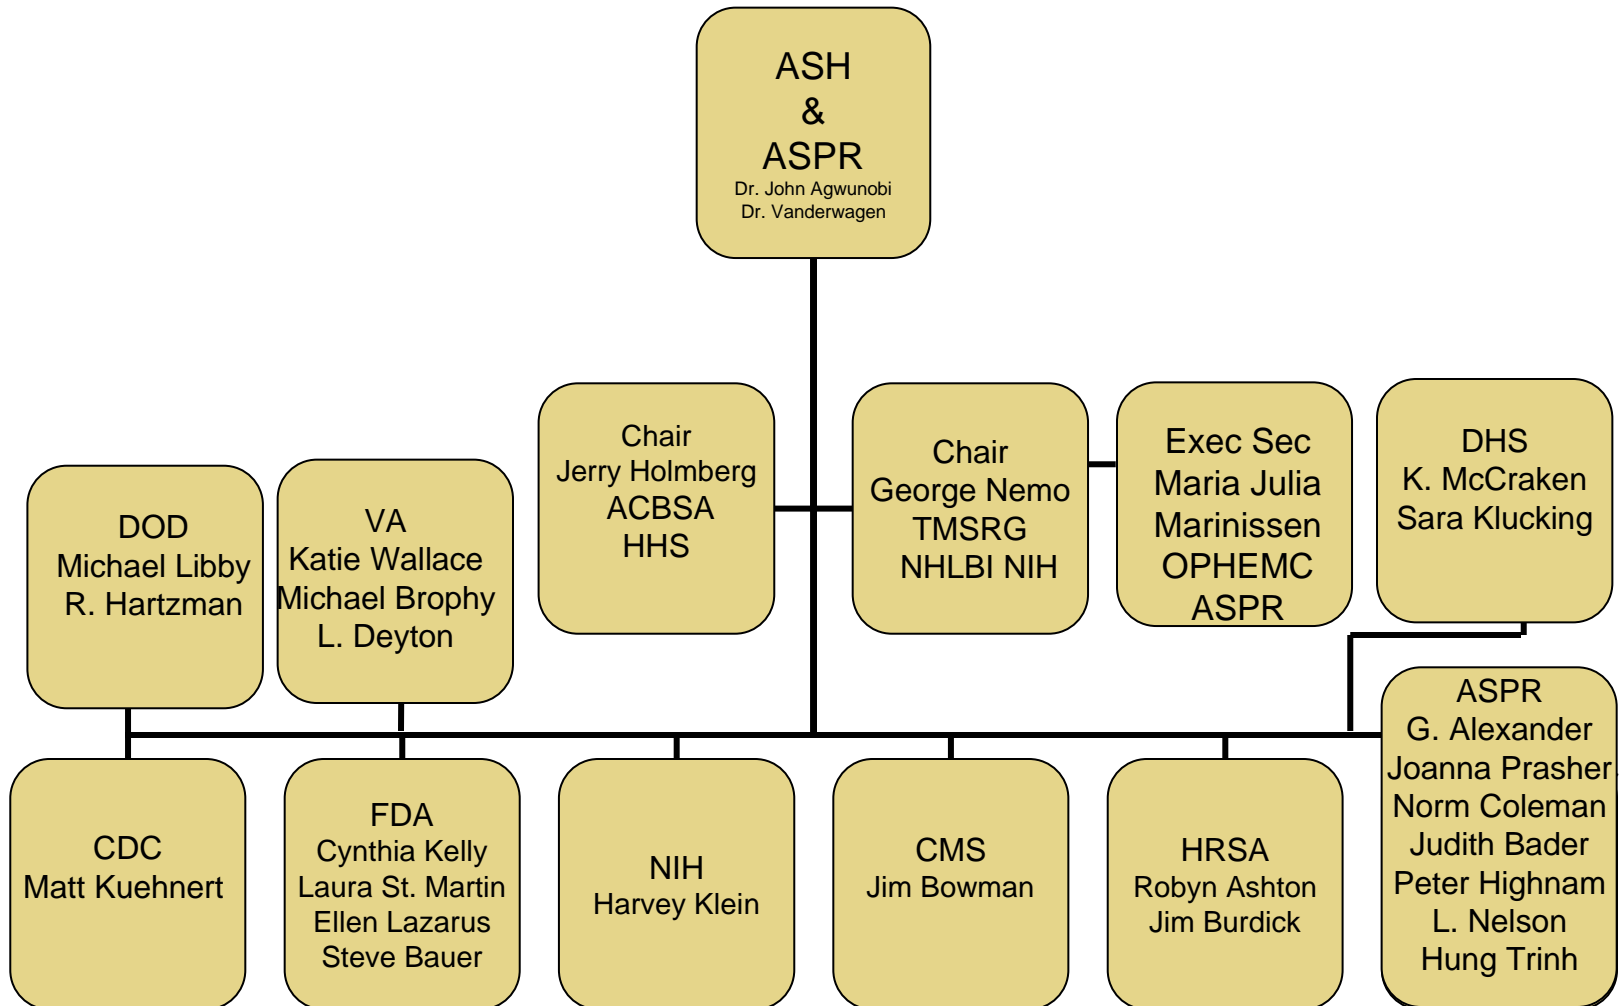 ASH
&
ASPR
Dr. John Agwunobi
Dr. Vanderwagen
Chair
Jerry Holmberg
ACBSA
HHS
Chair
George Nemo
TMSRG
NHLBI NIH
Exec Sec
Maria Julia
Marinissen
OPHEMC
ASPR
DHS
K. McCraken
Sara Klucking
DOD
Michael Libby
R. Hartzman
VA
Katie Wallace
Michael Brophy
L. Deyton
CDC
Matt Kuehnert
FDA
Cynthia Kelly
Laura St. Martin
Ellen Lazarus
Steve Bauer
NIH
Harvey Klein
CMS
Jim Bowman
HRSA
Robyn Ashton
Jim Burdick
ASPR
G. Alexander
Joanna Prasher
Norm Coleman
Judith Bader
Peter Highnam
L. Nelson
Hung Trinh